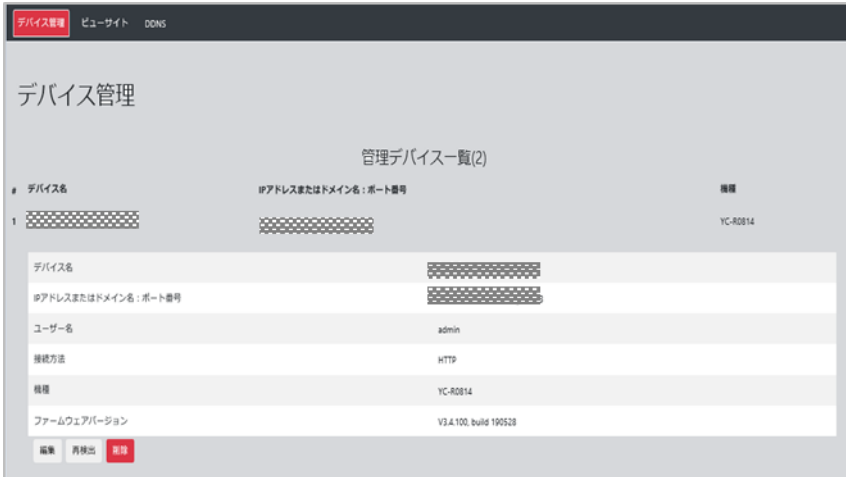 デバイス管理 ビューサイト DDNS
デバイス管理
管理デバイス一覧(2)
# デバイス名 IPアドレスまたはドメイン名 : ポート番号 機種
1 YC-R0814
デバイス名
IPアドレスまたはドメイン名 : ポート番号
ユーザー名 admin
接続方法 HTTP
機種 YC-R0814
ファームウェアバージョン V3.4.100, build 190528
編集 再検出 削除